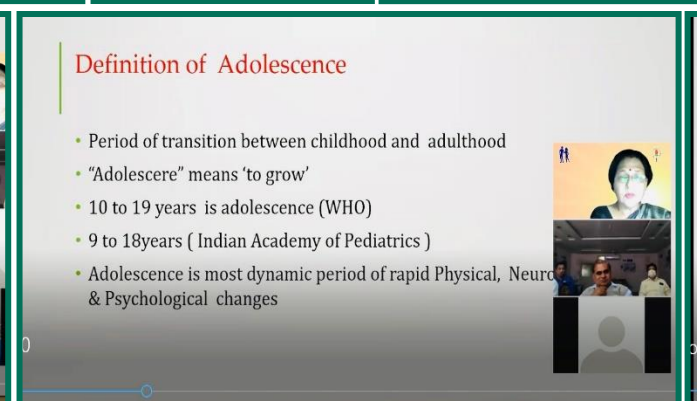 Definition of Adolescence
• Period of transition between childhood and adulthood
• “Adolescere” means ‘to grow’
• 10 to 19 years is adolescence (WHO)
• 9 to 18years ( Indian Academy of Pediatrics )
• Adolescence is most dynamic period of rapid Physical, Neuro
& Psychological changes
0